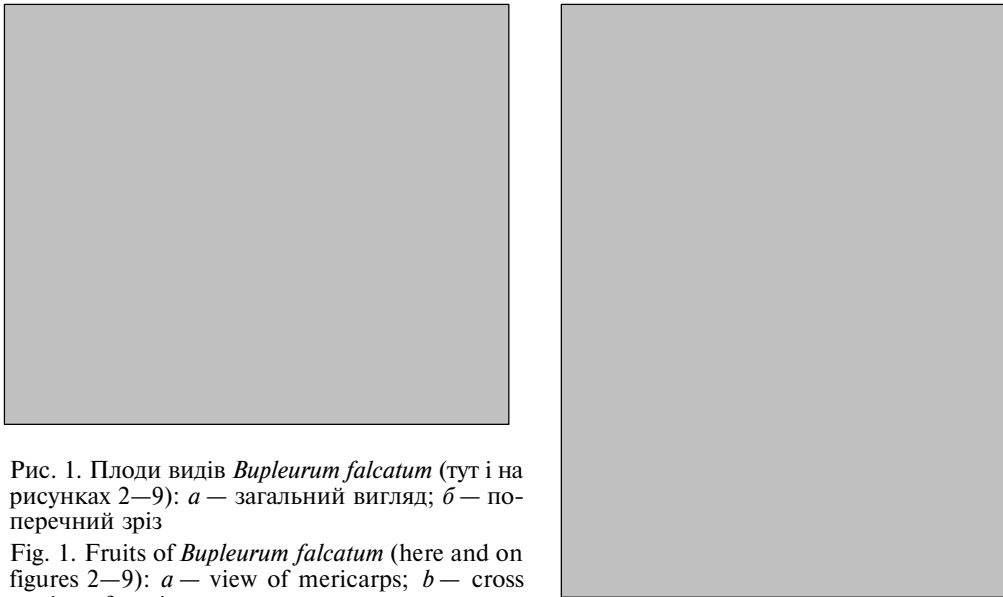 Рис. 1. Плоди видів Bupleurum falcatum (тут і на
рисунках 2—9): а — загальний вигляд; б — по-
перечний зріз
Fig. 1. Fruits of Bupleurum falcatum (here and on
figures 2—9): a — view of mericarps; b — cross